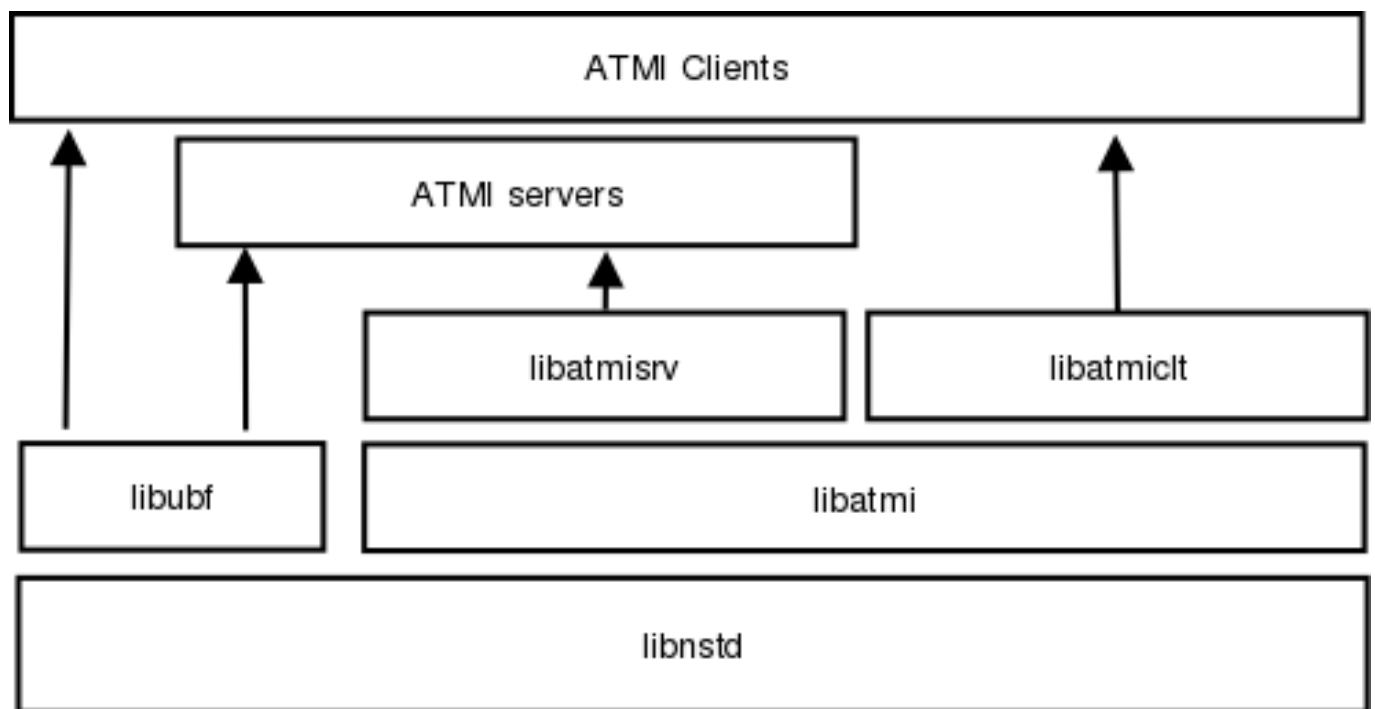 ATMI Clients
ATMI servers
libatmisrv
libatmiclt
libubf
libatmi
libnstd